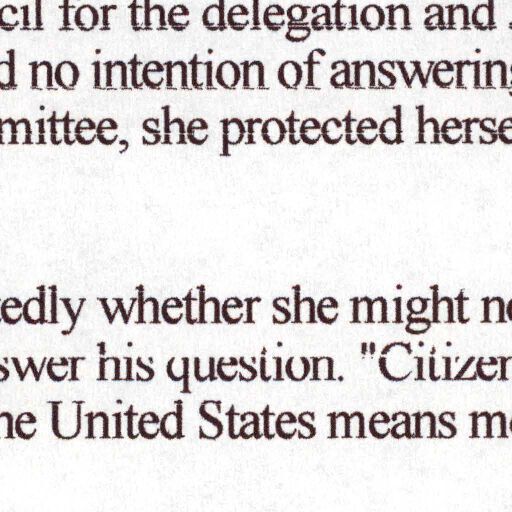 cil for the delegation and
d no intention of answering
mittee, she protected herse
edly whether she might n
swer his question. "Citizen
he United States means m